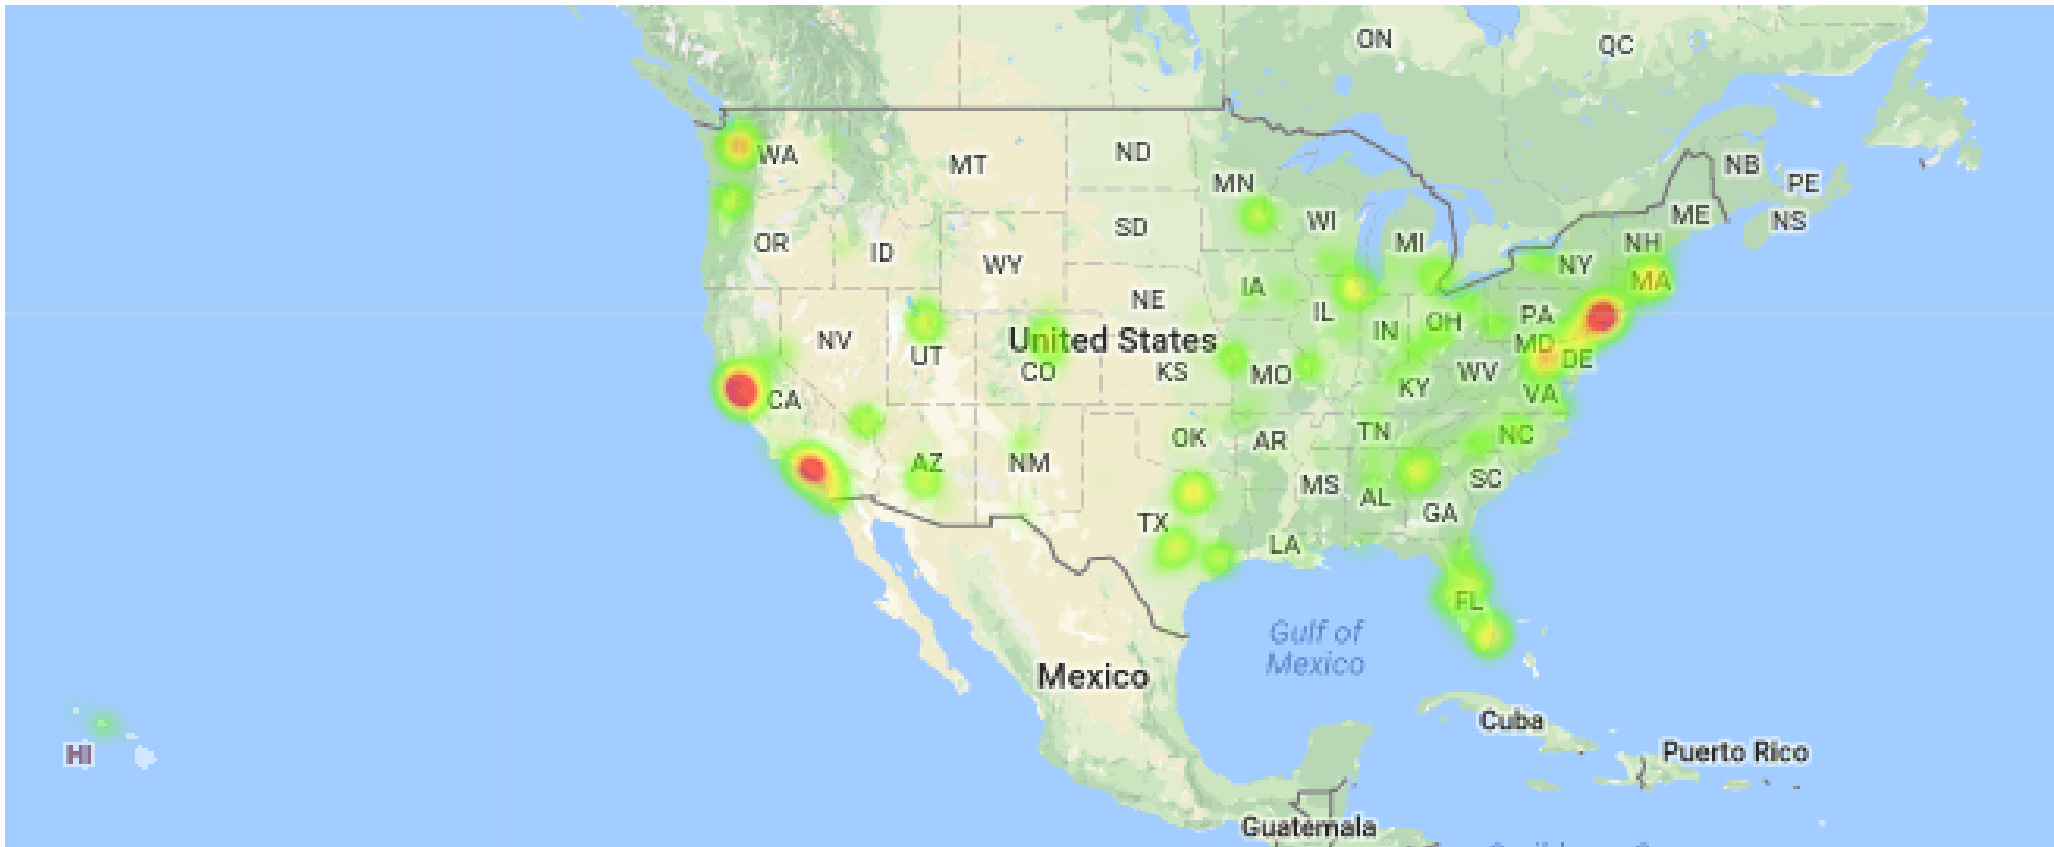 ON
QC
WA
MT
ND
MN
NB
PE
OR
ID
SD
WI
MI
ME
NS
WY
NH
IA
NE
NY
MA
NV
UT
United States
CO
KS
MO
IL
IN
OH
PA
MD
DE
CA
KY
WV
VA
AZ
NM
OK
AR
TN
NC
TX
MS
AL
SC
GA
LA
FL
Gulf of
Mexico
Mexico
HI
Cuba
Puerto Rico
Guatemala